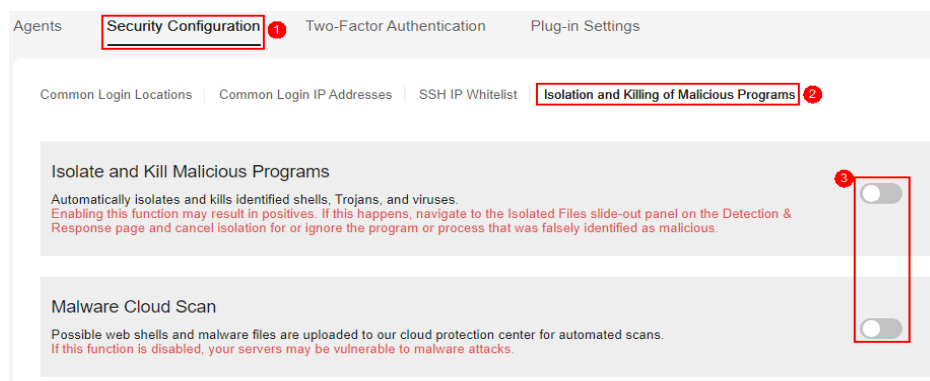 Agents Security Configuration 1 Two-Factor Authentication Plug-in Settings
Common Login Locations Common Login IP Addresses SSH IP Whitelist Isolation and Killing of Malicious Programs 2
Isolate and Kill Malicious Programs
3
Automatically isolates and kills identified shells, Trojans, and viruses.
Enabling this function may result in positives. If this happens, navigate to the Isolated Files slide-out panel on the Detection &
Response page and cancel isolation for or ignore the program or process that was falsely identified as malicious.
Malware Cloud Scan
Possible web shells and malware files are uploaded to our cloud protection center for automated scans.
If this function is disabled, your servers may be vulnerable to malware attacks.